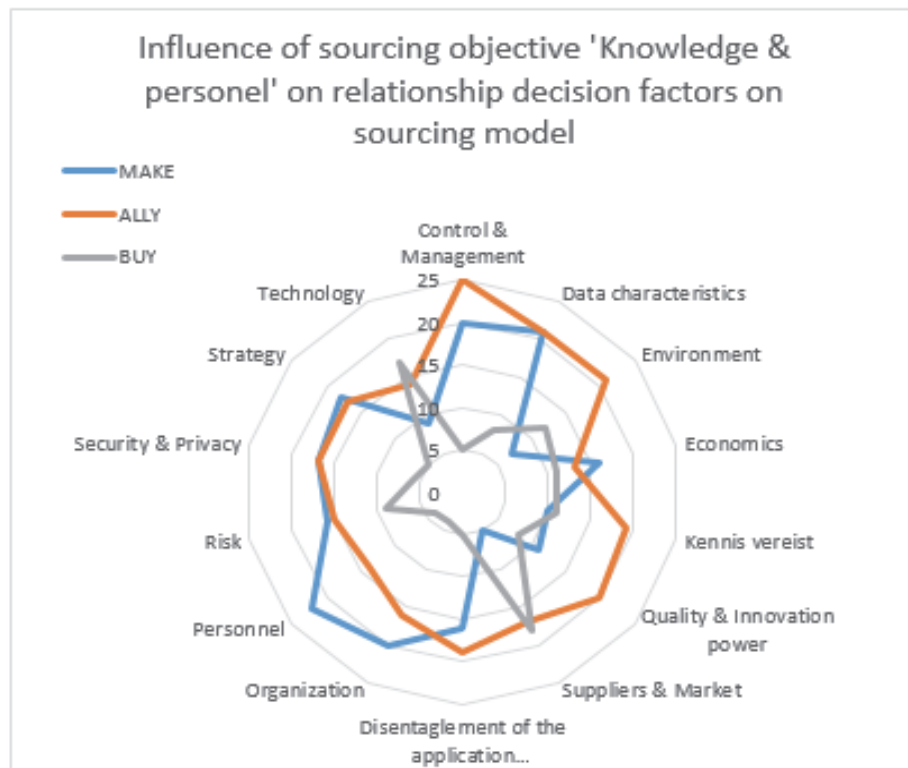 Influence of sourcing objective 'Knowledge &
personel' on relationship decision factors on
sourcing model
MAKE
ALLY
BUY
Control &
Management
25
20
15
10
5
0
Data characteristics
Environment
Economics
Kennis vereist
Quality & Innovation
power
Suppliers & Market
Disentaglement of the
application...
Organization
Personnel
Risk
Security & Privacy
Strategy
Technology